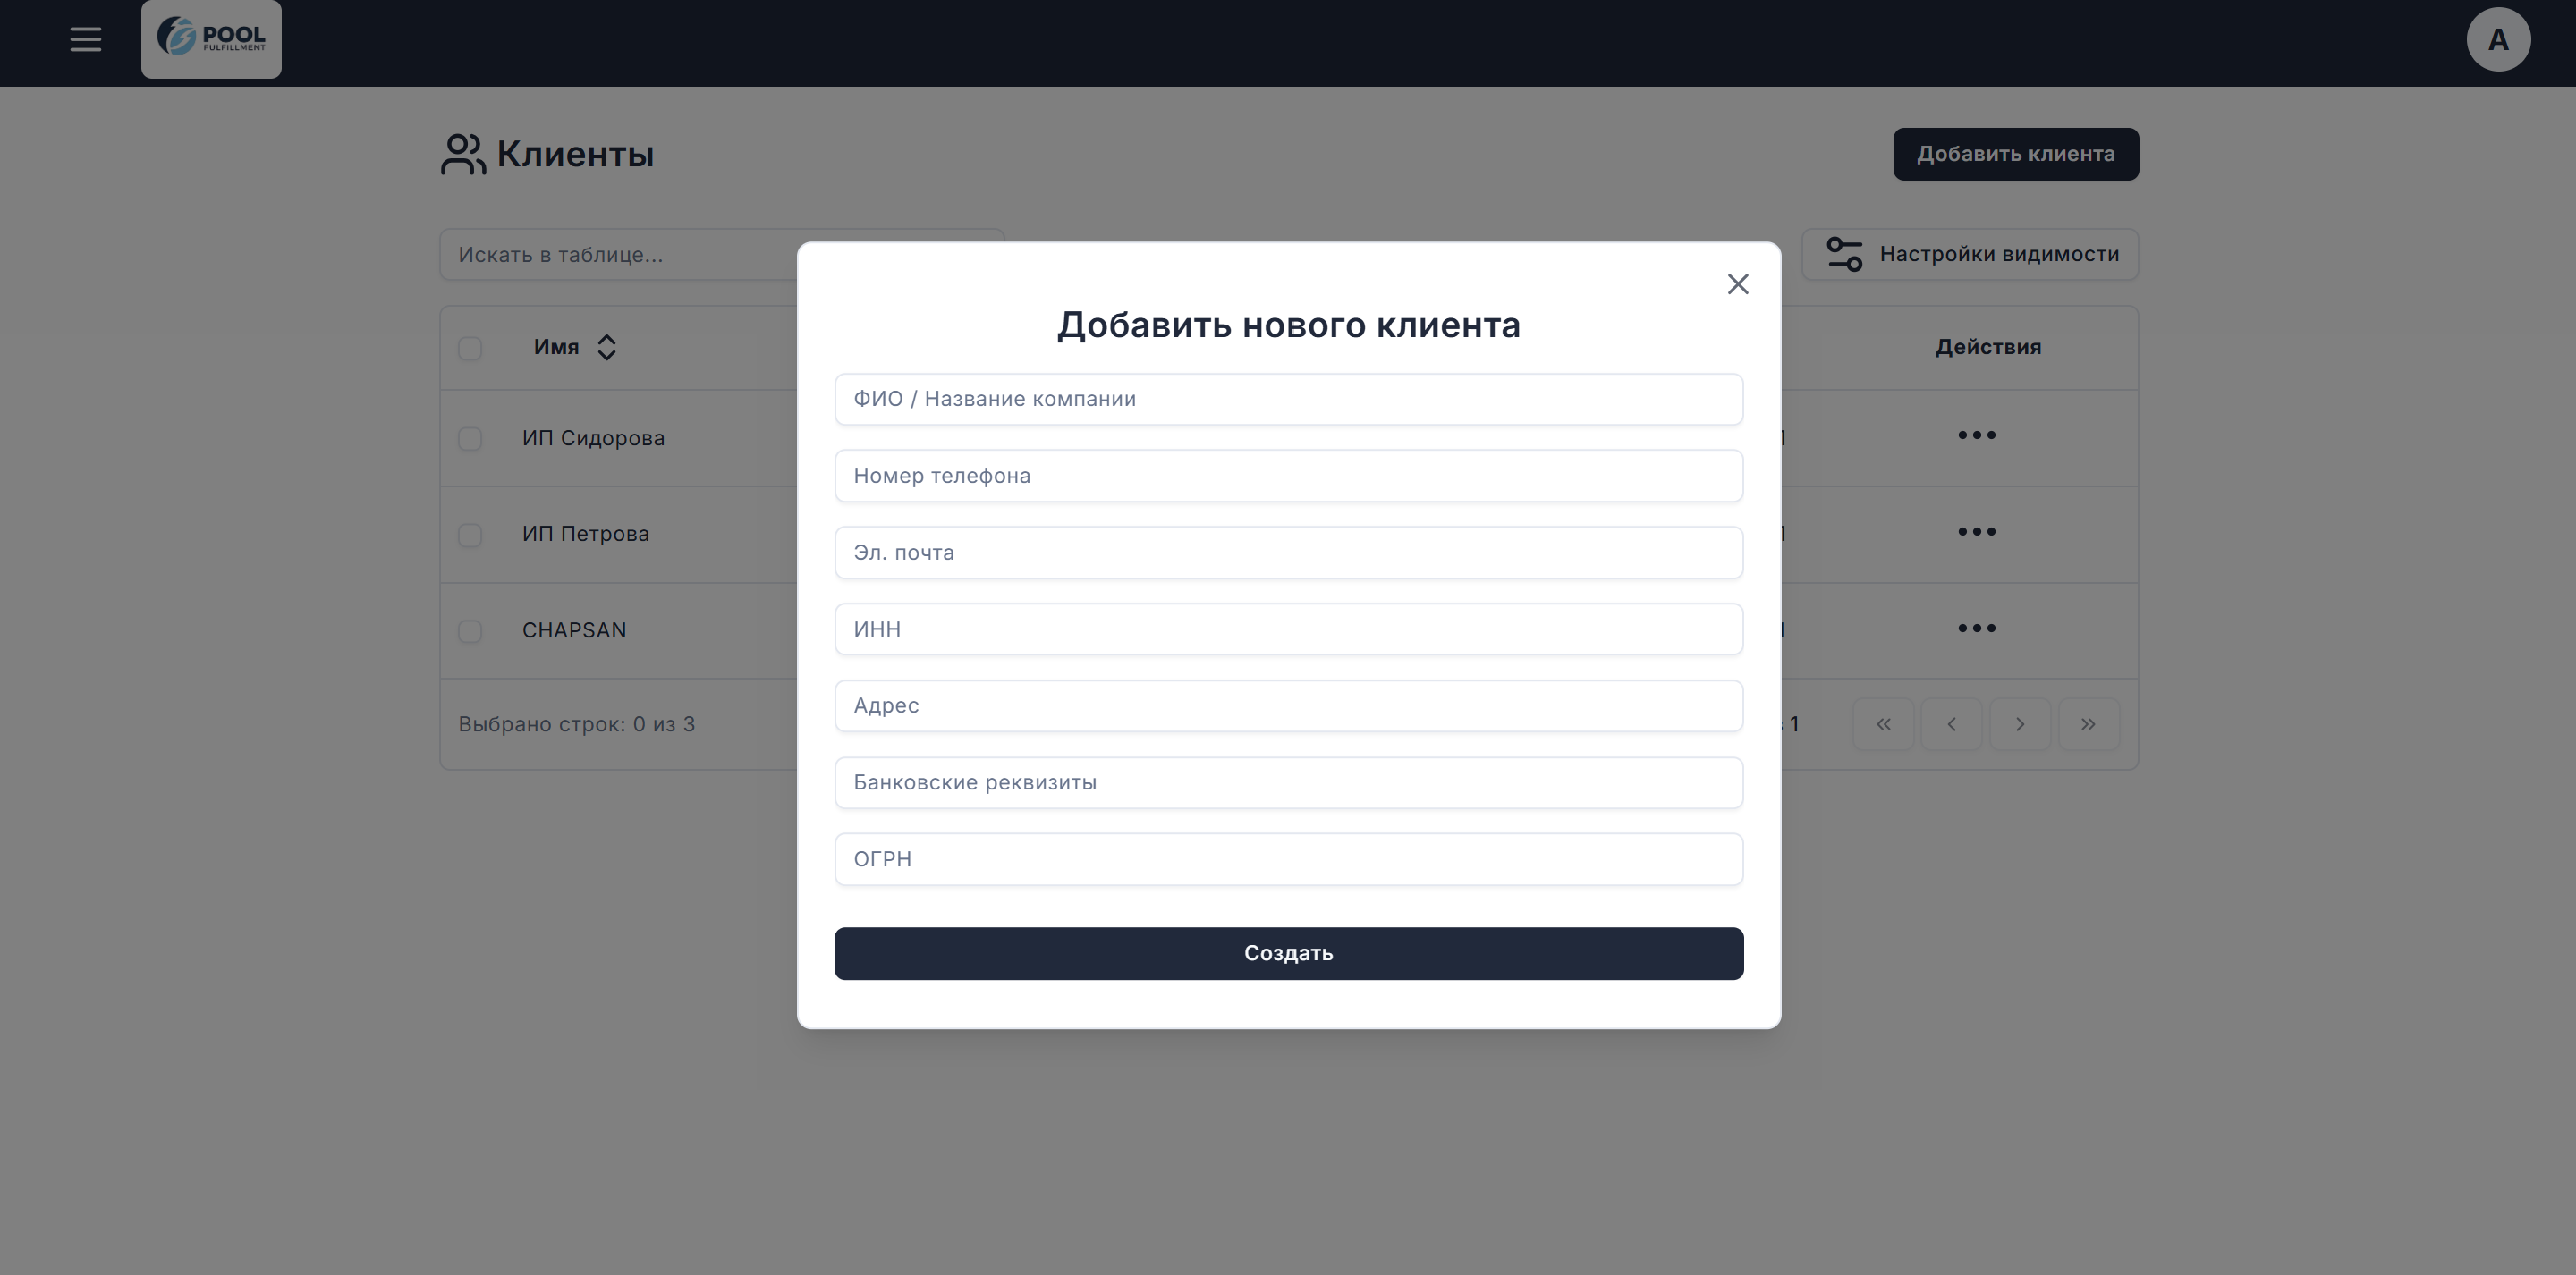 POOL
FULFILLMENT
A
Клиенты
Добавить клиента
Искать в таблице...
Настройки видимости
Имя
Действия
ИП Сидорова
ИП Петрова
CHAPSAN
Выбрано строк: 0 из 3
1
Добавить нового клиента
ФИО / Название компании
Номер телефона
Эл. почта
ИНН
Адрес
Банковские реквизиты
ОГРН
Создать